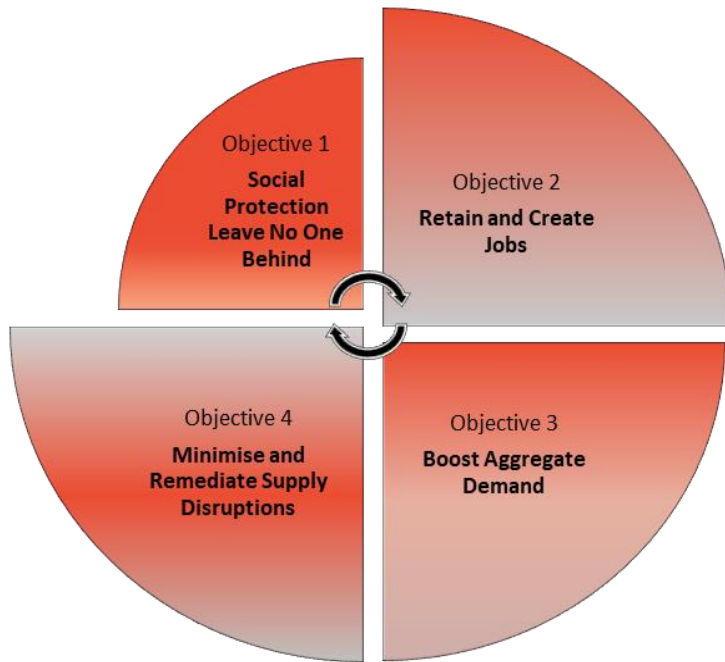 Objective 1
Social
Protection
Leave No One
Behind
Objective 2
Retain and Create
Jobs
Objective 3
Boost Aggregate
Demand
Objective 4
Minimise and
Remediate Supply
Disruptions